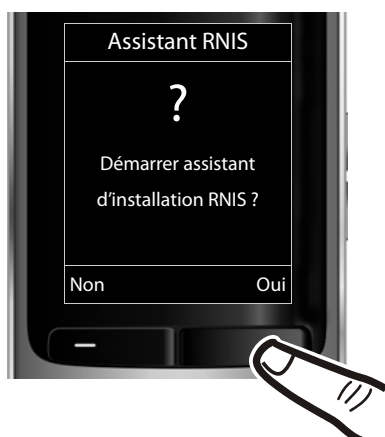 Assistant RNIS
?
Démarrer assistant
d’installation RNIS ?
Non Oui